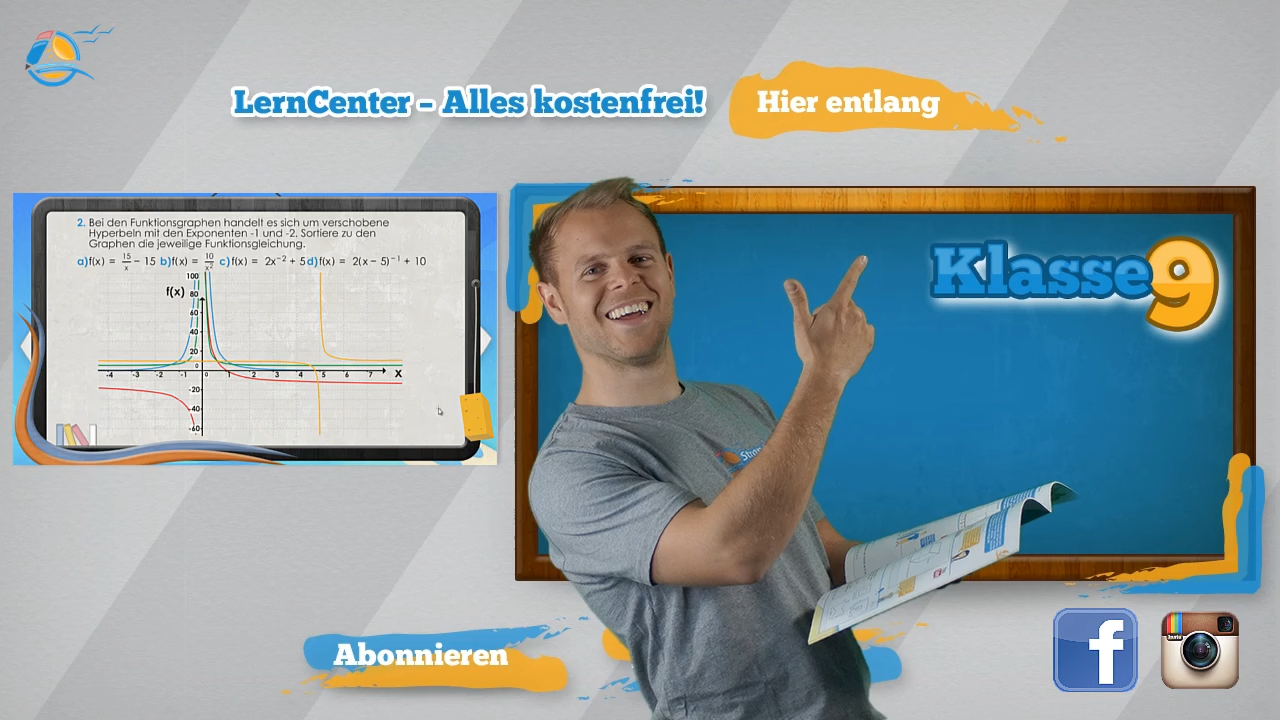 LernCenter – Alles kostenfrei!
Hier entlang
2. Bei den Funktionsgraphen handelt es sich um verschobene
Hyperbeln mit den Exponenten -1 und -2. Sortiere zu den
Graphen die jeweilige Funktionsgleichung.
a) f(x) = 15/x − 15 b) f(x) = 10/x² c) f(x) = 2x⁻² + 5 d) f(x) = 2(x − 5)⁻¹ + 10
f(x)
100
80
60
40
20
0
-20
-40
-60
-4 -3 -2 -1 0 1 2 3 4 5 6 7 x
Klasse 9
Abonnieren
f
Insta